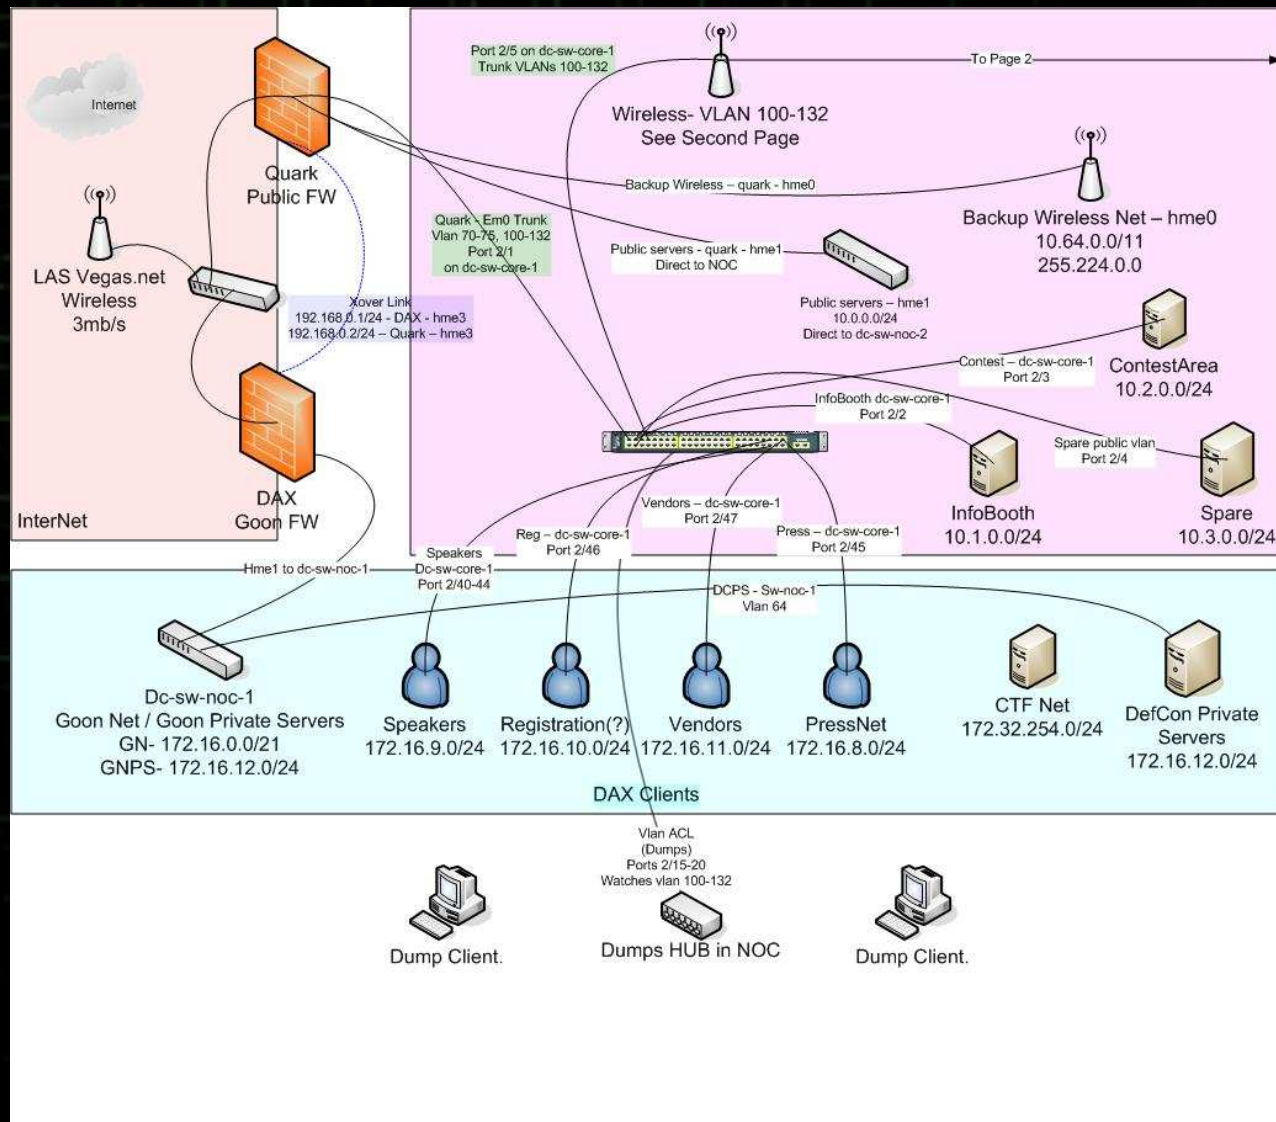 Internet
Quark
Public FW
LAS Vegas.net
Wireless
3mb/s
Xover Link
192.168.0.1/24 - DAX - hme3
192.168.0.2/24 – Quark – hme3
DAX
Goon FW
InterNet
Port 2/5 on dc-sw-core-1
Trunk VLANs 100-132
Wireless- VLAN 100-132
See Second Page
To Page 2
Backup Wireless – quark - hme0
Backup Wireless Net – hme0
10.64.0.0/11
255.224.0.0
Quark - Em0 Trunk
Vlan 70-75, 100-132
Port 2/1
on dc-sw-core-1
Public servers - quark - hme1
Direct to NOC
Public servers – hme1
10.0.0.0/24
Direct to dc-sw-noc-2
Contest – dc-sw-core-1
Port 2/3
ContestArea
10.2.0.0/24
InfoBooth dc-sw-core-1
Port 2/2
Spare public vlan
Port 2/4
InfoBooth
10.1.0.0/24
Spare
10.3.0.0/24
Vendors – dc-sw-core-1
Port 2/47
Reg – dc-sw-core-1
Port 2/46
Press – dc-sw-core-1
Port 2/45
Speakers
Dc-sw-core-1
Port 2/40-44
Hme1 to dc-sw-noc-1
DCPS - Sw-noc-1
Vlan 64
Dc-sw-noc-1
Goon Net / Goon Private Servers
GN- 172.16.0.0/21
GNPS- 172.16.12.0/24
Speakers
172.16.9.0/24
Registration(?)
172.16.10.0/24
Vendors
172.16.11.0/24
PressNet
172.16.8.0/24
CTF Net
172.32.254.0/24
DefCon Private
Servers
172.16.12.0/24
DAX Clients
Vlan ACL
(Dumps)
Ports 2/15-20
Watches vlan 100-132
Dump Client.
Dumps HUB in NOC
Dump Client.